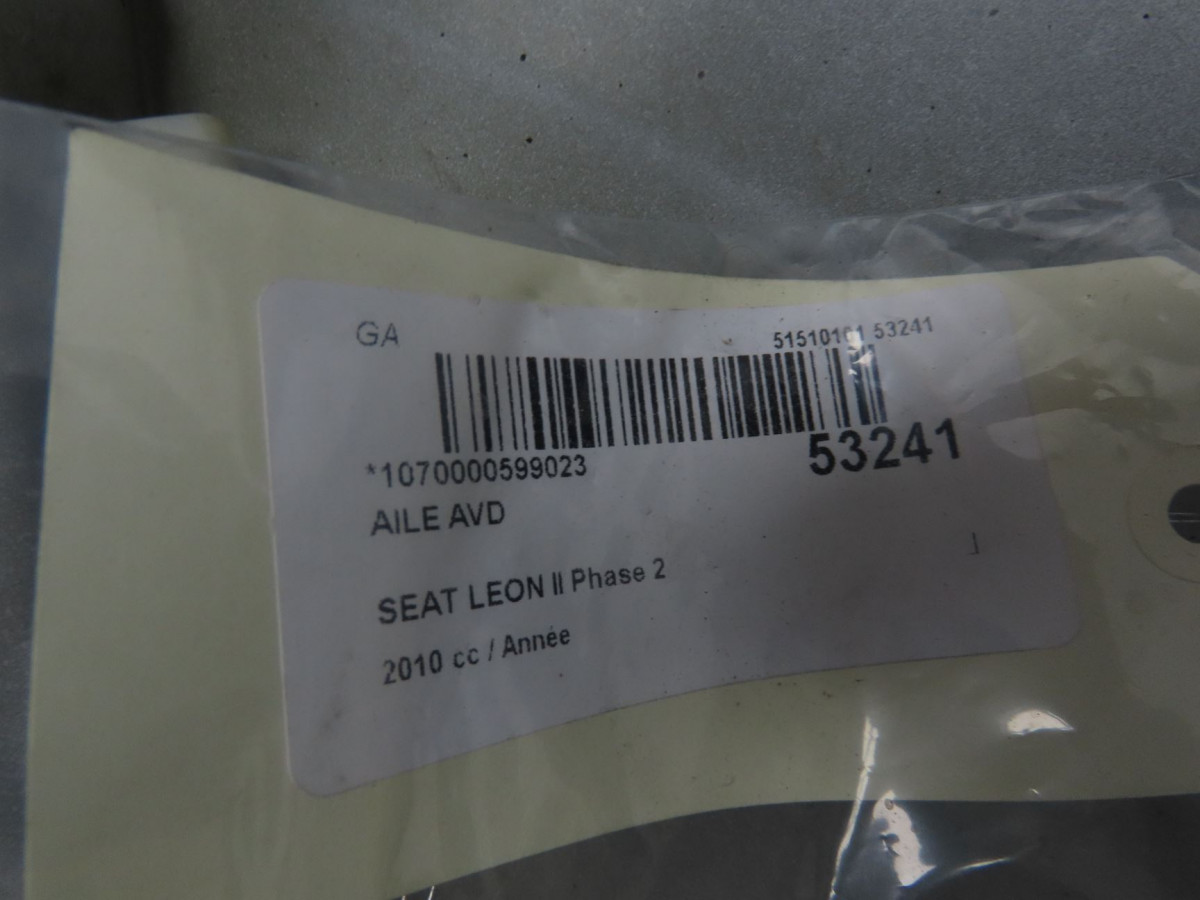 GA
51510101 53241
*1070000599023
53241
AILE AVD
SEAT LEON II Phase 2
2010 cc / Année